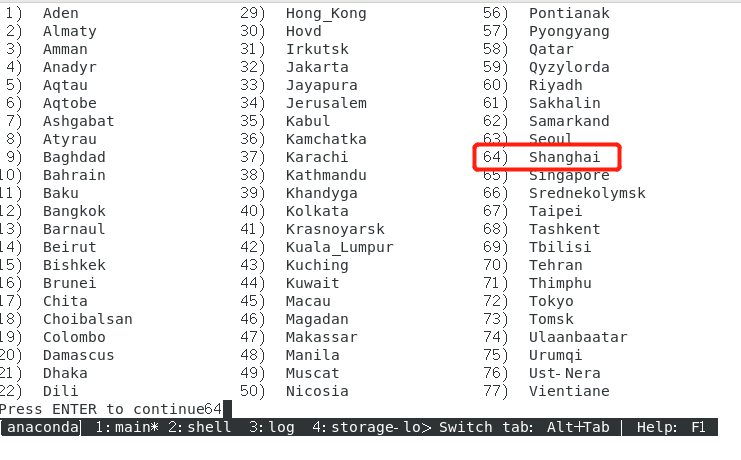 1) Aden 29) Hong_Kong 56) Pontianak
2) Almaty 30) Hovd 57) Pyongyang
3) Amman 31) Irkutsk 58) Qatar
4) Anadyr 32) Jakarta 59) Qyzylorda
5) Aqtau 33) Jayapura 60) Riyadh
6) Aqtobe 34) Jerusalem 61) Sakhalin
7) Ashgabat 35) Kabul 62) Samarkand
8) Atyrau 36) Kamchatka 63) Seoul
9) Baghdad 37) Karachi 64) Shanghai
10) Bahrain 38) Kathmandu 65) Singapore
11) Baku 39) Khandyga 66) Srednekolymsk
12) Bangkok 40) Kolkata 67) Taipei
13) Barnaul 41) Krasnoyarsk 68) Tashkent
14) Beirut 42) Kuala_Lumpur 69) Tbilisi
15) Bishkek 43) Kuching 70) Tehran
16) Brunei 44) Kuwait 71) Thimphu
17) Chita 45) Macau 72) Tokyo
18) Choibalsan 46) Magadan 73) Tomsk
19) Colombo 47) Makassar 74) Ulaanbaatar
20) Damascus 48) Manila 75) Urumqi
21) Dhaka 49) Muscat 76) Ust-Nera
22) Dili 50) Nicosia 77) Vientiane
Press ENTER to continue64
[anaconda] 1:main* 2:shell 3:log 4:storage-lo> Switch tab: Alt+Tab | Help: F1